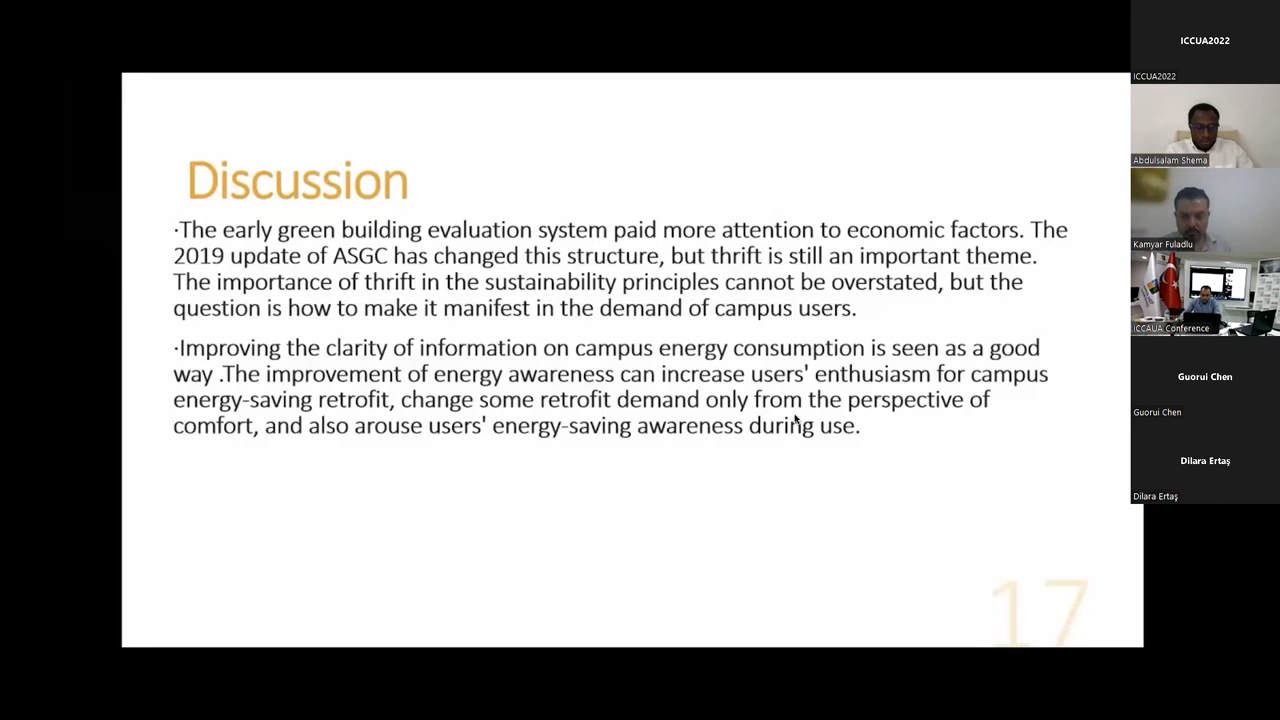 Discussion
·The early green building evaluation system paid more attention to economic factors. The
2019 update of ASGC has changed this structure, but thrift is still an important theme.
The importance of thrift in the sustainability principles cannot be overstated, but the
question is how to make it manifest in the demand of campus users.
·Improving the clarity of information on campus energy consumption is seen as a good
way .The improvement of energy awareness can increase users' enthusiasm for campus
energy-saving retrofit, change some retrofit demand only from the perspective of
comfort, and also arouse users' energy-saving awareness during use.
17
ICCUA2022
ICCUA2022
Abdulsalam Shema
Kamyar Fuladlu
ICCAUA Conference
Guorui Chen
Guorui Chen
Dilara Ertaş
Dilara Ertaş